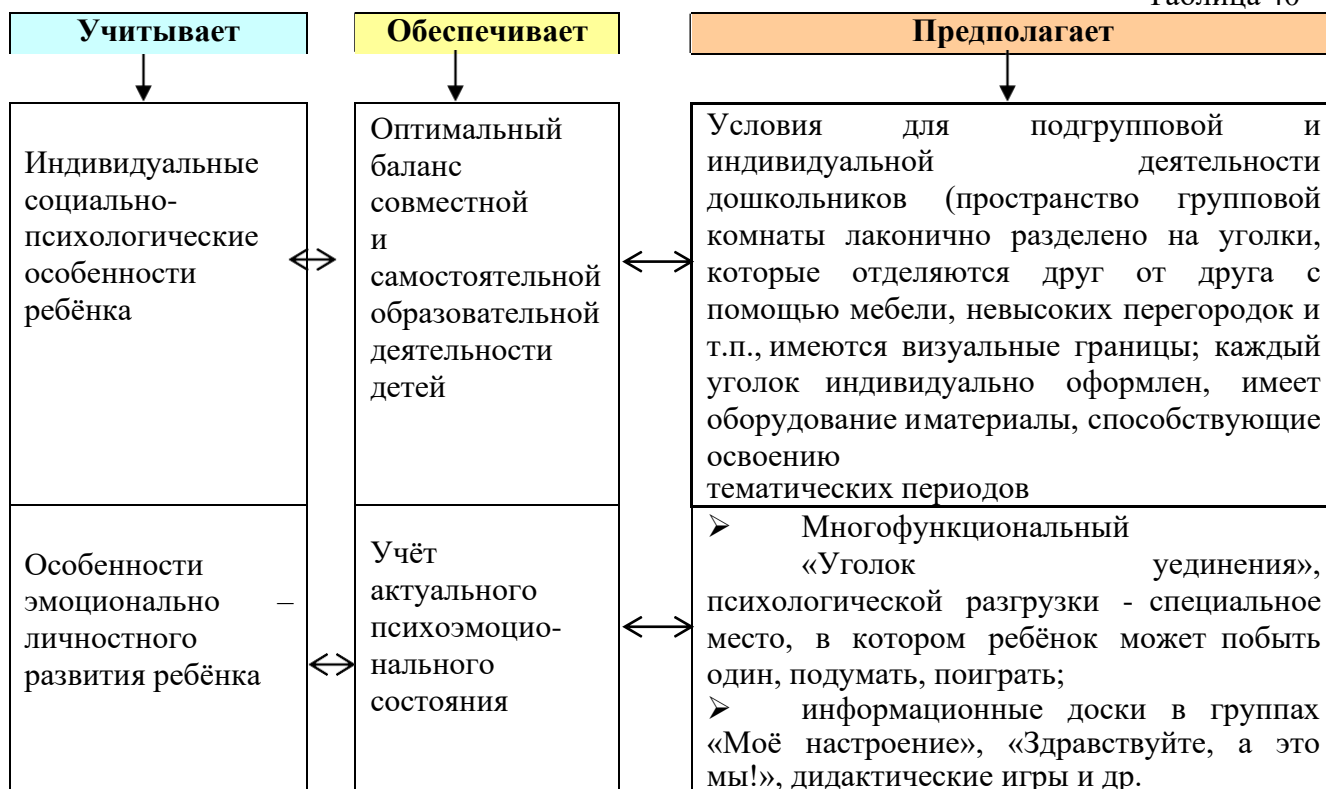 Учитывает
Обеспечивает
Предполагает
Индивидуальные
социально-
психологические
особенности
ребёнка
Оптимальный
баланс
совместной
и
самостоятельной
образовательной
деятельности
детей
Условия для подгрупповой и
индивидуальной деятельности
дошкольников (пространство групповой
комнаты лаконично разделено на уголки,
которые отделяются друг от друга с
помощью мебели, невысоких перегородок и
т.п., имеются визуальные границы; каждый
уголок индивидуально оформлен, имеет
оборудование иматериалы, способствующие
освоению
тематических периодов
Особенности
эмоционально –
личностного
развития ребёнка
Учёт
актуального
психоэмоцио-
нального
состояния
➢ Многофункциональный
«Уголок уединения»,
психологической разгрузки - специальное
место, в котором ребёнок может побыть
один, подумать, поиграть;
➢ информационные доски в группах
«Моё настроение», «Здравствуйте, а это
мы!», дидактические игры и др.